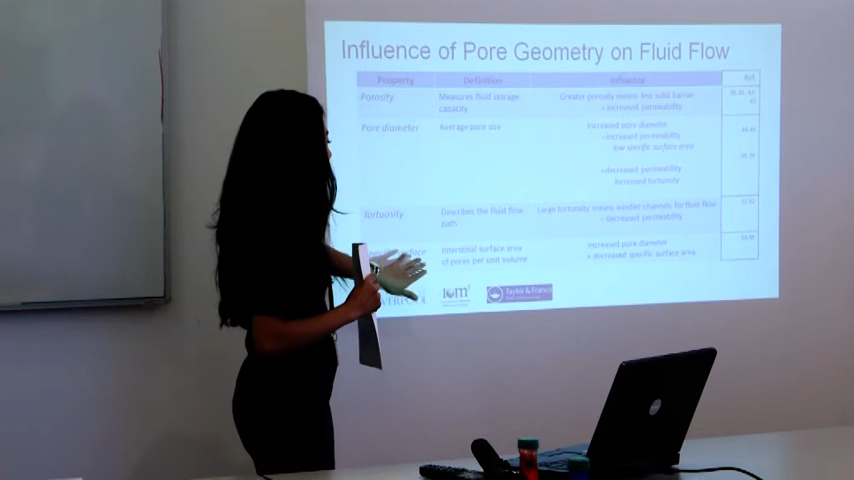 Influence of Pore Geometry on Fluid Flow
Property Definition Influence Ref.
Porosity Measures fluid storage capacity Greater porosity means less solid barrier
= increased permeability
Pore diameter Average pore size Increased pore diameter
=increased permeability
low specific surface area
=decreased permeability
increased tortuosity
Tortuosity Describes the fluid flow path Large tortuosity means windier channels for fluid flow
= decreased permeability
Interstitial surface area of pores per unit volume Increased pore diameter
= decreased specific surface area
IOM3
Taylor & Francis